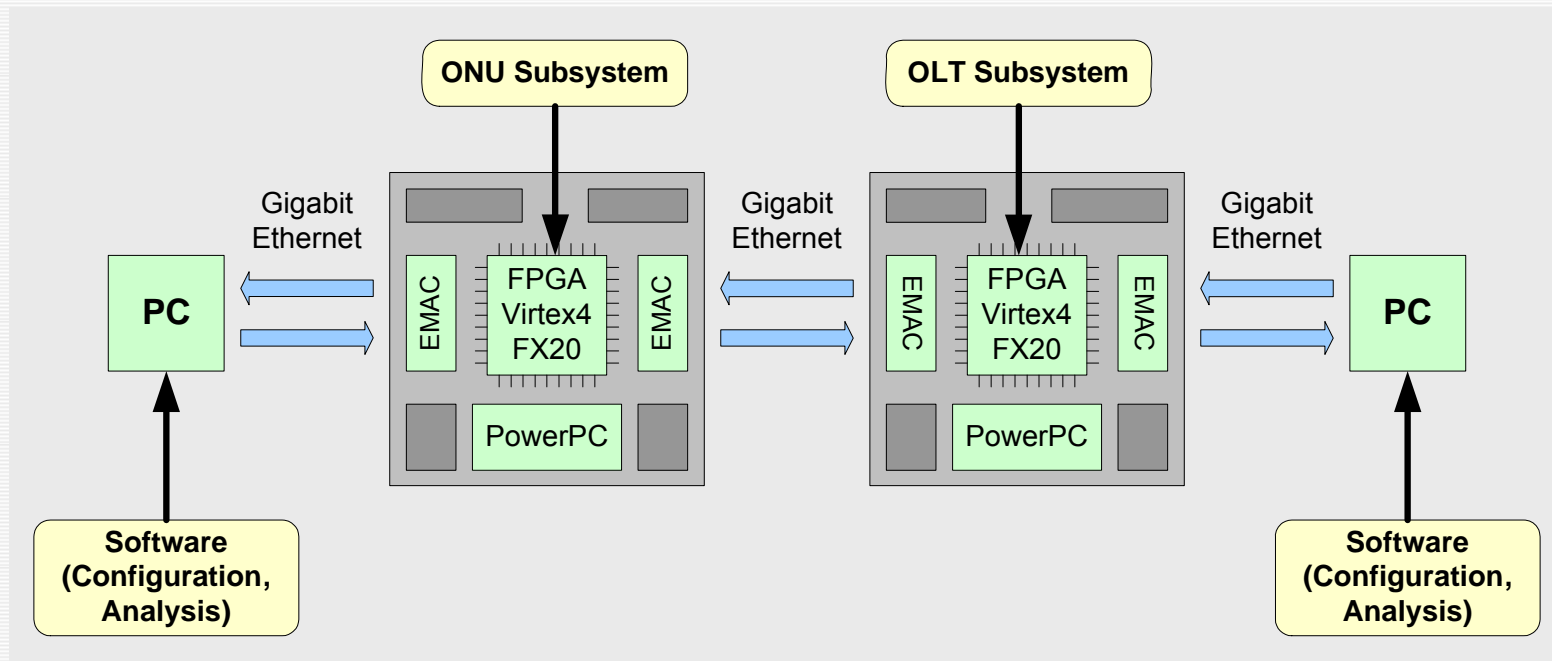 ONU Subsystem
OLT Subsystem
Gigabit
Ethernet
Gigabit
Ethernet
Gigabit
Ethernet
PC
EMAC
FPGA
Virtex4
FX20
EMAC
EMAC
FPGA
Virtex4
FX20
EMAC
PC
PowerPC
PowerPC
Software
(Configuration,
Analysis)
Software
(Configuration,
Analysis)